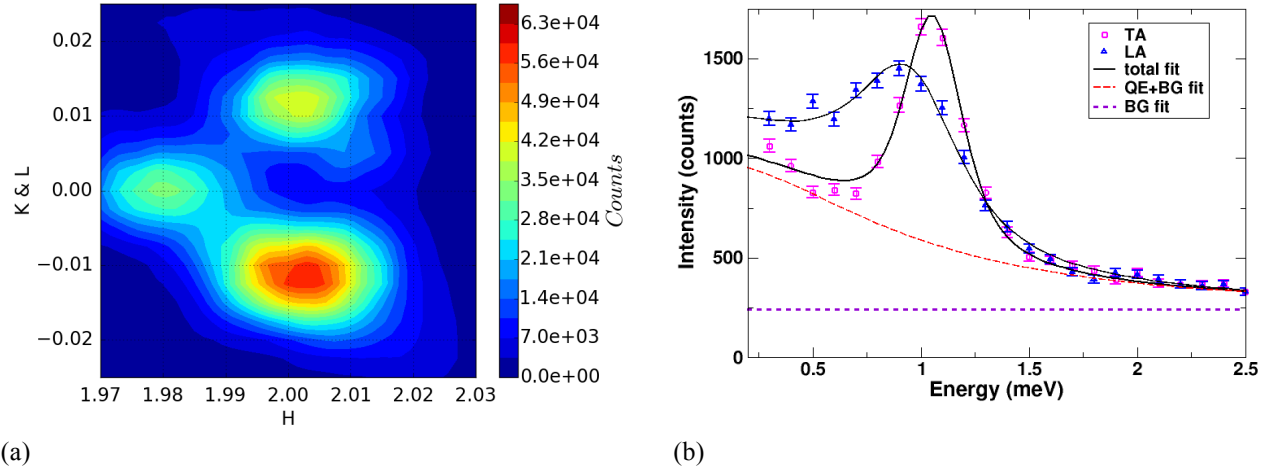 0.02
0.01
0.00
−0.01
−0.02
K & L
1.97 1.98 1.99 2.00 2.01 2.02 2.03
H
6.3e+04
5.6e+04
4.9e+04
4.2e+04
3.5e+04
2.8e+04
2.1e+04
1.4e+04
7.0e+03
0.0e+00
Counts
(a)
1500
1000
500
0
Intensity (counts)
0.5 1 1.5 2 2.5
Energy (meV)
TA
LA
total fit
QE+BG fit
BG fit
(b)